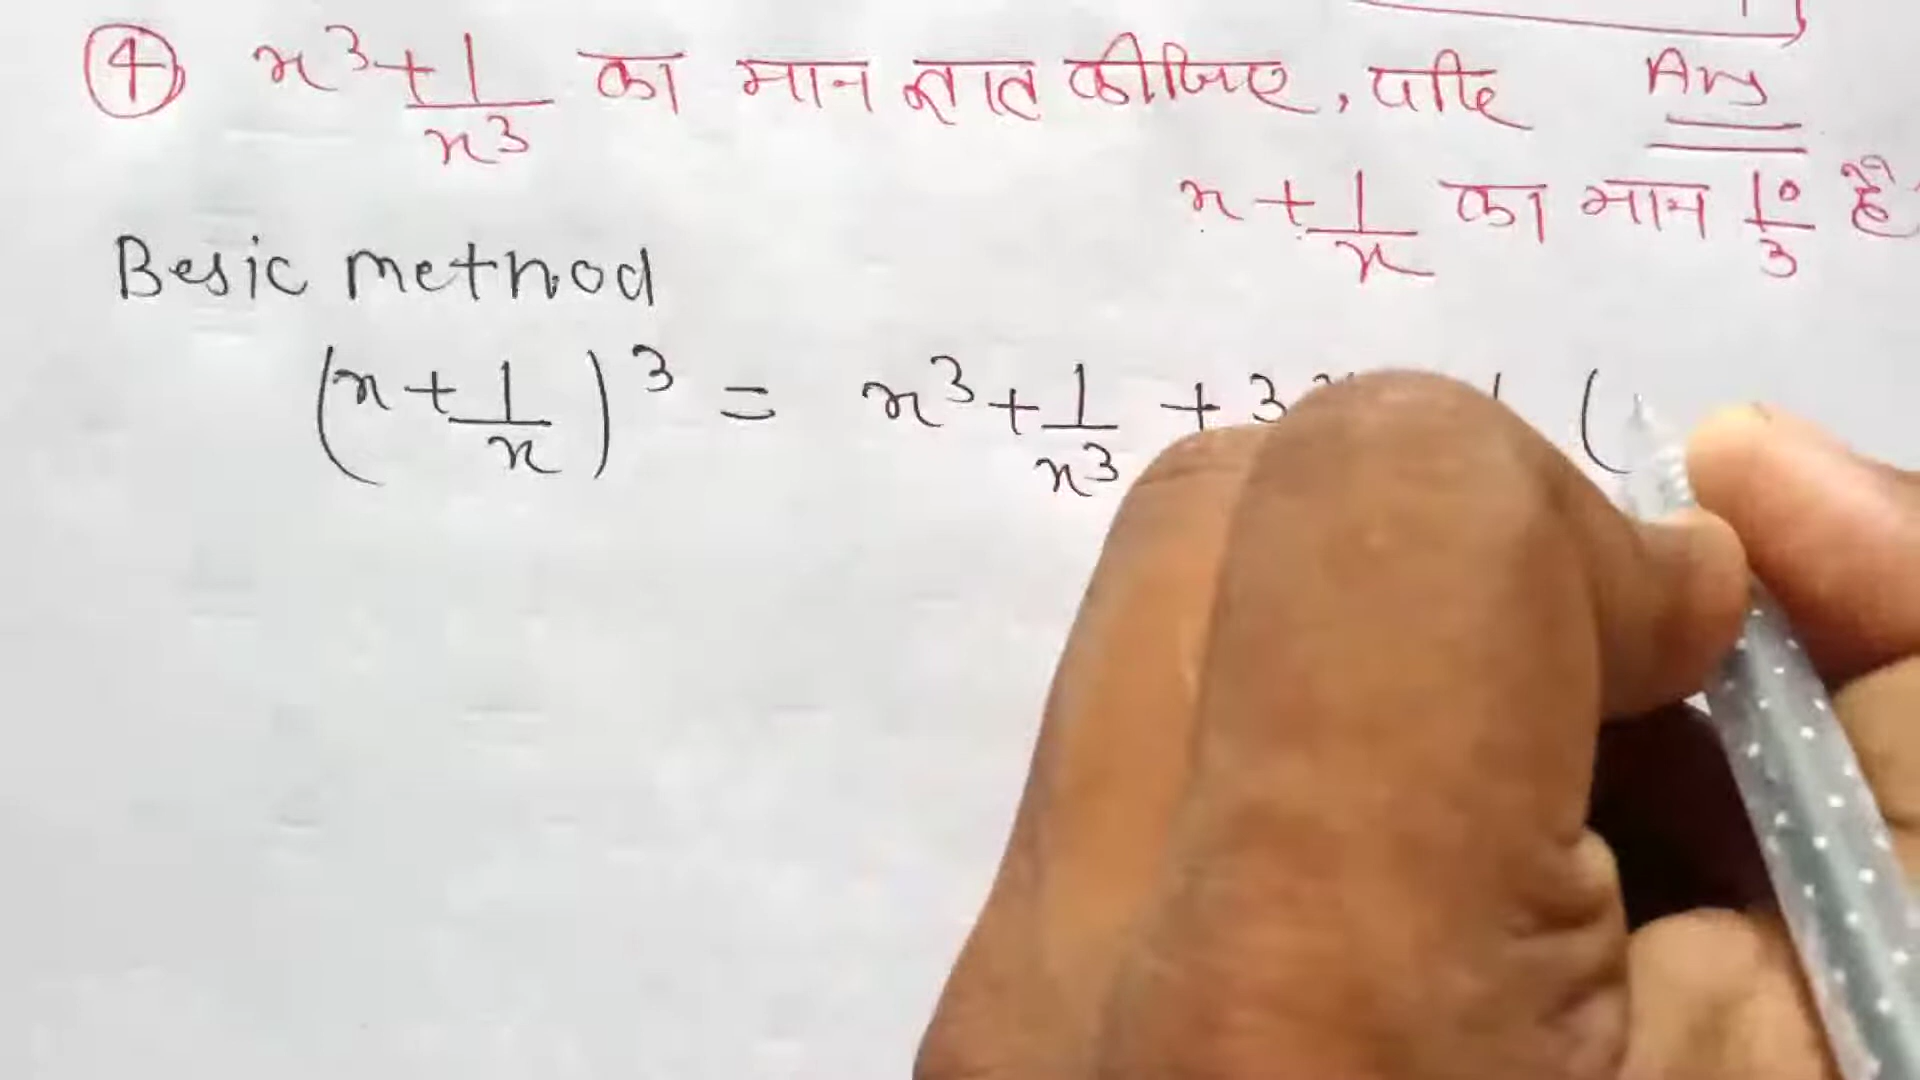 ④ x³+1/x³ का मान ज्ञात कीजिए, यदि
Ans
x+1/x का मान 10/3 है
Besic method
(x+1/x)³ = x³+1/x³ + 3 (